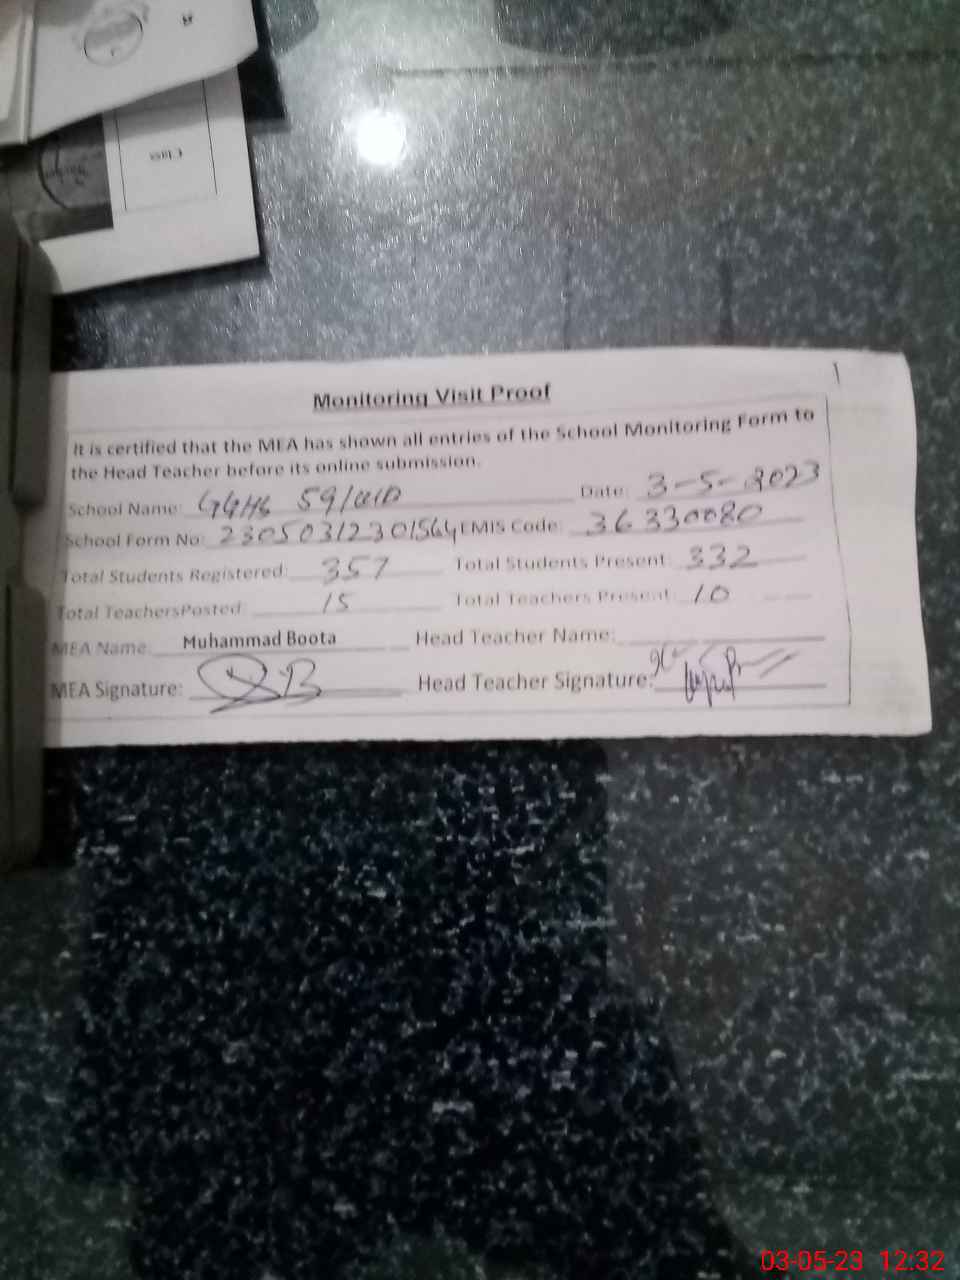 Monitoring Visit Proof
It is certified that the MEA has shown all entries of the School Monitoring Form to
the Head Teacher before its online submission.
School Name: GGHS 59/ Date: 3-5-2023
School Form No: 23050312301564 EMIS Code: 36330080
Total Students Registered: 357 Total Students Present: 332
Total TeachersPosted: 15 Total Teachers Present: 10
MEA Name: Muhammad Boota Head Teacher Name:
MEA Signature: Head Teacher Signature:
03-05-23 12:32